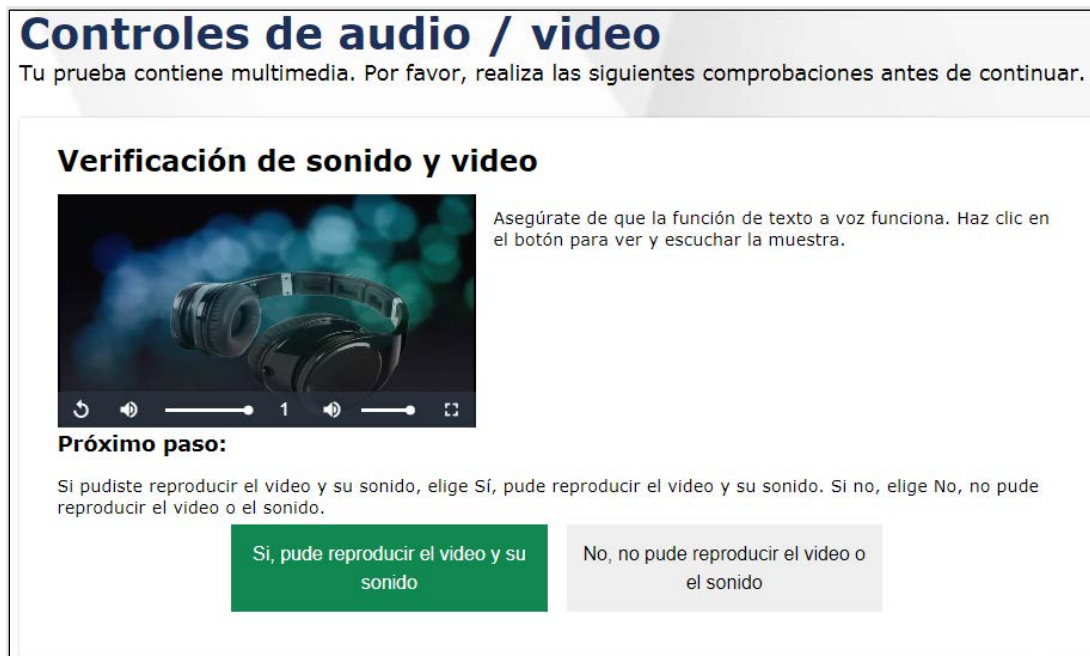 Controles de audio / video
Tu prueba contiene multimedia. Por favor, realiza las siguientes comprobaciones antes de continuar.
Verificación de sonido y video
Asegúrate de que la función de texto a voz funciona. Haz clic en
el botón para ver y escuchar la muestra.
1
Próximo paso:
Si pudiste reproducir el video y su sonido, elige Sí, pude reproducir el video y su sonido. Si no, elige No, no pude
reproducir el video o el sonido.
Si, pude reproducir el video y su
sonido
No, no pude reproducir el video o
el sonido